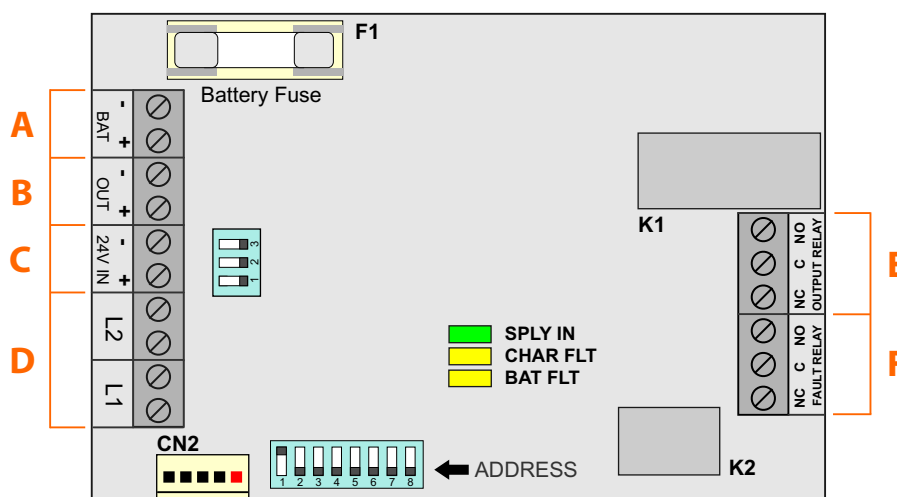 F1
Battery Fuse
A
BAT - +
B
OUT - +
C
24V IN - +
D
L2
L1
3
2
1
K1
NO
C
NC
OUTPUT RELAY
E
NO
C
NC
FAULT RELAY
F
SPLY IN
CHAR FLT
BAT FLT
CN2
1 2 3 4 5 6 7 8
ADDRESS
K2